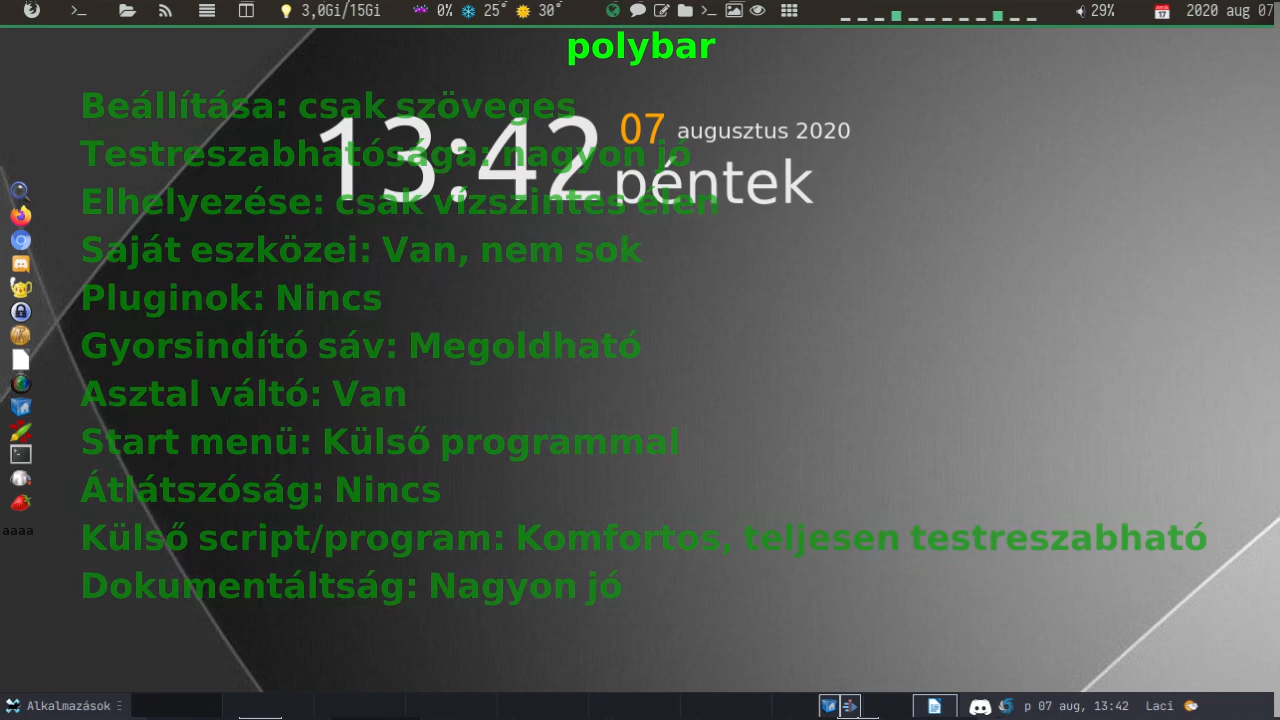 3,0Gi/15Gi 0% 25° 30° 29% 2020 aug 07
polybar
Beállítása: csak szöveges
13:42 07 augusztus 2020
péntek
Testreszabhatósága: nagyon jó
Elhelyezése: csak vízszintes élen
Saját eszközei: Van, nem sok
Pluginok: Nincs
Gyorsindító sáv: Megoldható
Asztal váltó: Van
Start menü: Külső programmal
Átlátszóság: Nincs
aaaa
Külső script/program: Komfortos, teljesen testreszabható
Dokumentáltság: Nagyon jó
Alkalmazások p 07 aug, 13:42 Laci